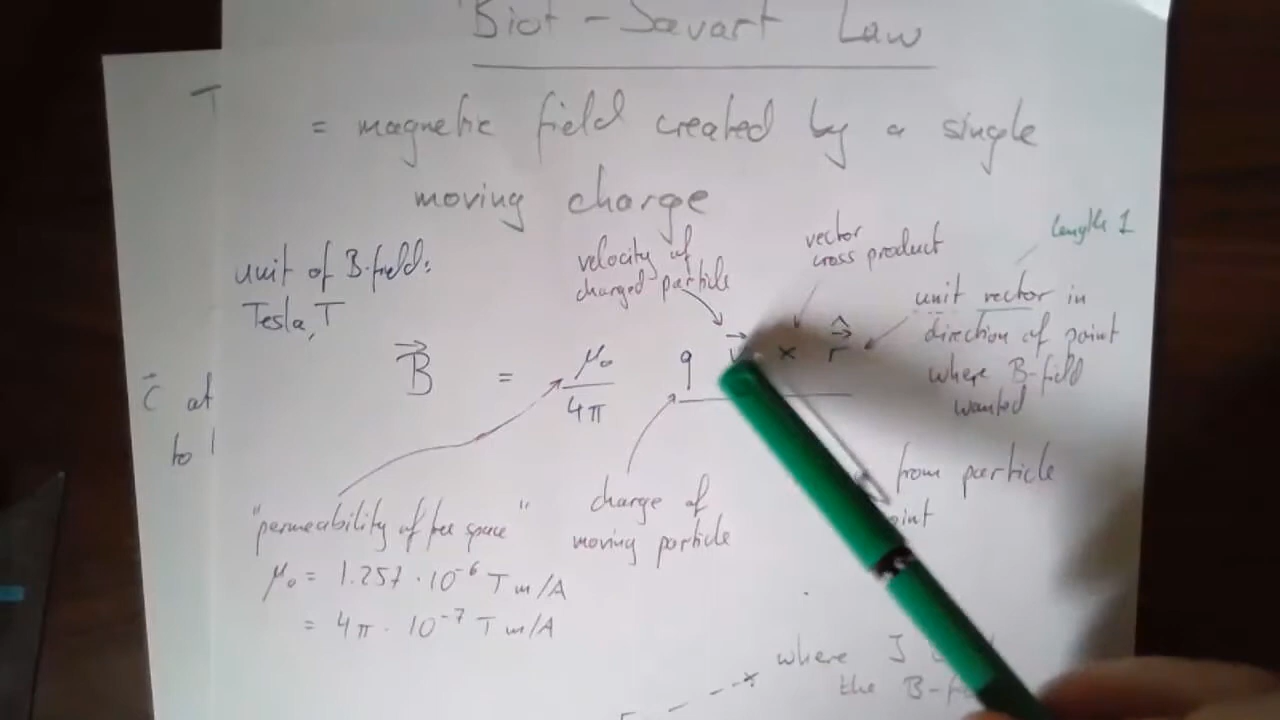 Biot - Savart Law
= magnetic field created by a single
moving charge
unit of B-field:
Tesla, T
velocity of
charged particle
vector
cross product
length 1
unit vector in
direction of point
where B-field
wanted
B⃗ = μ₀/4π q v⃗ × r̂
from particle
charge of
moving particle
"permeability of free space"
μ₀ = 1.257 · 10⁻⁶ T m/A
= 4π · 10⁻⁷ T m/A
where I
the B-
at
to